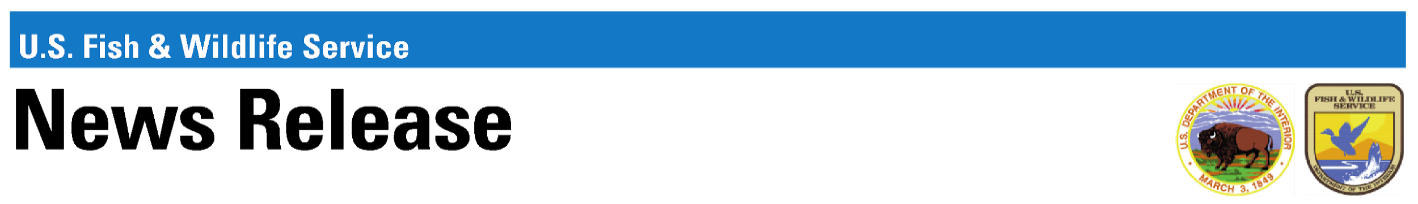 U.S. Fish & Wildlife Service
News Release
U.S. DEPARTMENT OF THE INTERIOR
MARCH 3, 1849
U.S.
FISH & WILDLIFE
SERVICE
DEPARTMENT OF THE INTERIOR